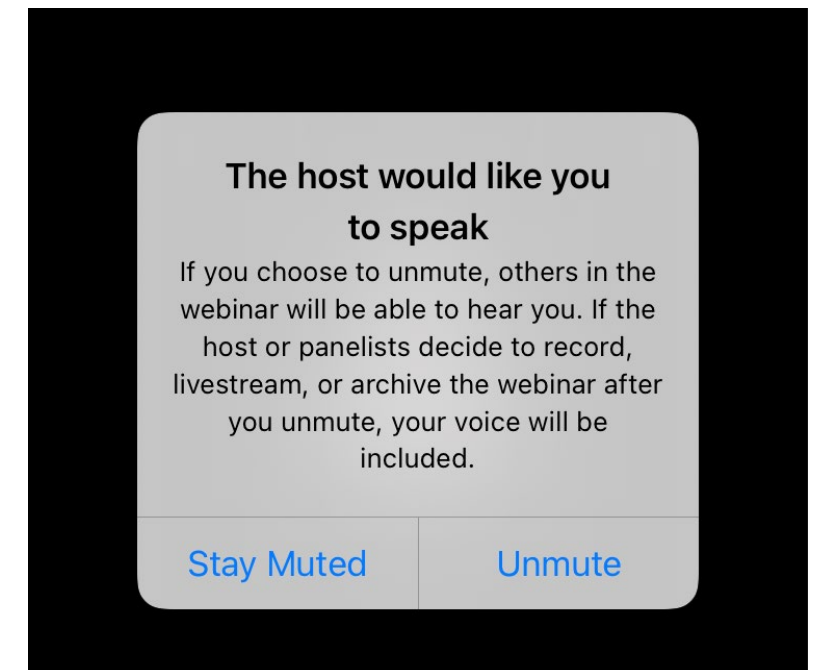 The host would like you
to speak
If you choose to unmute, others in the
webinar will be able to hear you. If the
host or panelists decide to record,
livestream, or archive the webinar after
you unmute, your voice will be
included.
Stay Muted
Unmute